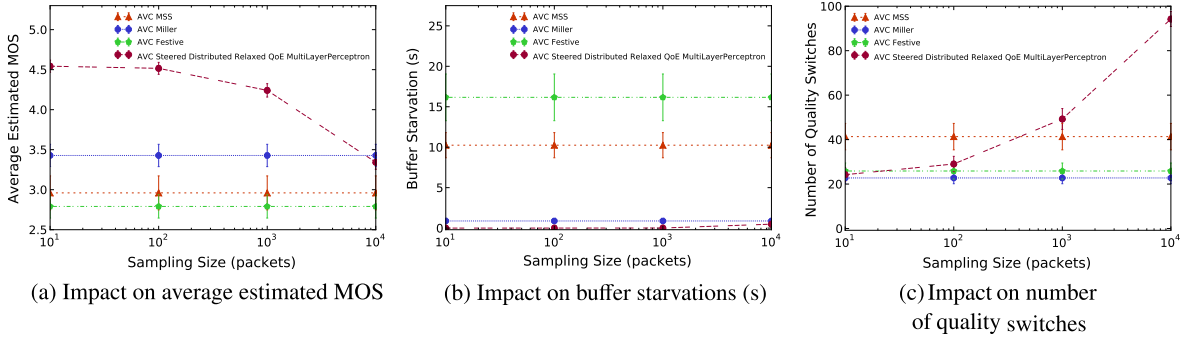 AVC MSS
AVC Miller
AVC Festive
AVC Steered Distributed Relaxed QoE MultiLayerPerceptron
Average Estimated MOS
5.0
4.5
4.0
3.5
3.0
2.5
10^1
10^2
10^3
10^4
Sampling Size (packets)
(a) Impact on average estimated MOS
AVC MSS
AVC Miller
AVC Festive
AVC Steered Distributed Relaxed QoE MultiLayerPerceptron
Buffer Starvation (s)
25
20
15
10
5
0
10^1
10^2
10^3
10^4
Sampling Size (packets)
(b) Impact on buffer starvations (s)
AVC MSS
AVC Miller
AVC Festive
AVC Steered Distributed Relaxed QoE MultiLayerPerceptron
Number of Quality Switches
100
80
60
40
20
0
10^1
10^2
10^3
10^4
Sampling Size (packets)
(c) Impact on number
of quality switches